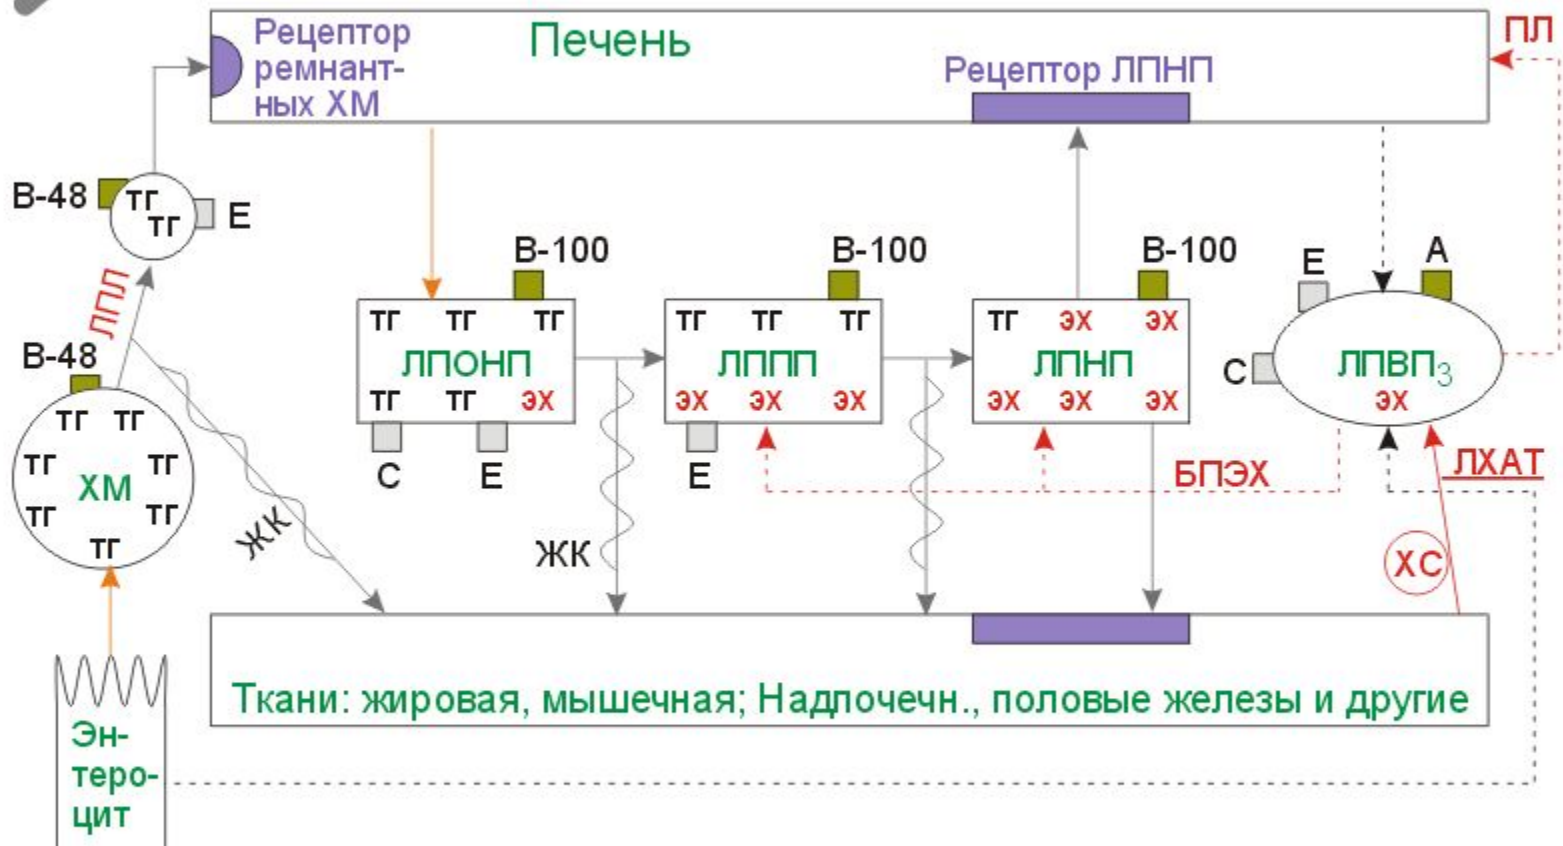 Рецептор
ремнант-
ных ХМ
Печень
Рецептор ЛПНП
ПЛ
В-48
ТГ
ТГ
Е
ЛПЛ
В-48
ТГ ТГ
ТГ ТГ
ХМ
ТГ ТГ
ТГ
ЖК
В-100
ТГ ТГ ТГ
ЛПОНП
ТГ ТГ ЭХ
С Е
ЖК
В-100
ТГ ТГ ТГ
ЛППП
ЭХ ЭХ ЭХ
Е
В-100
ТГ ЭХ ЭХ
ЛПНП
ЭХ ЭХ ЭХ
Е А
С
ЛПВП3
ЭХ
БПЭХ
ЛХАТ
ХС
Ткани: жировая, мышечная; Надпочечн., половые железы и другие
Эн-
теро-
цит